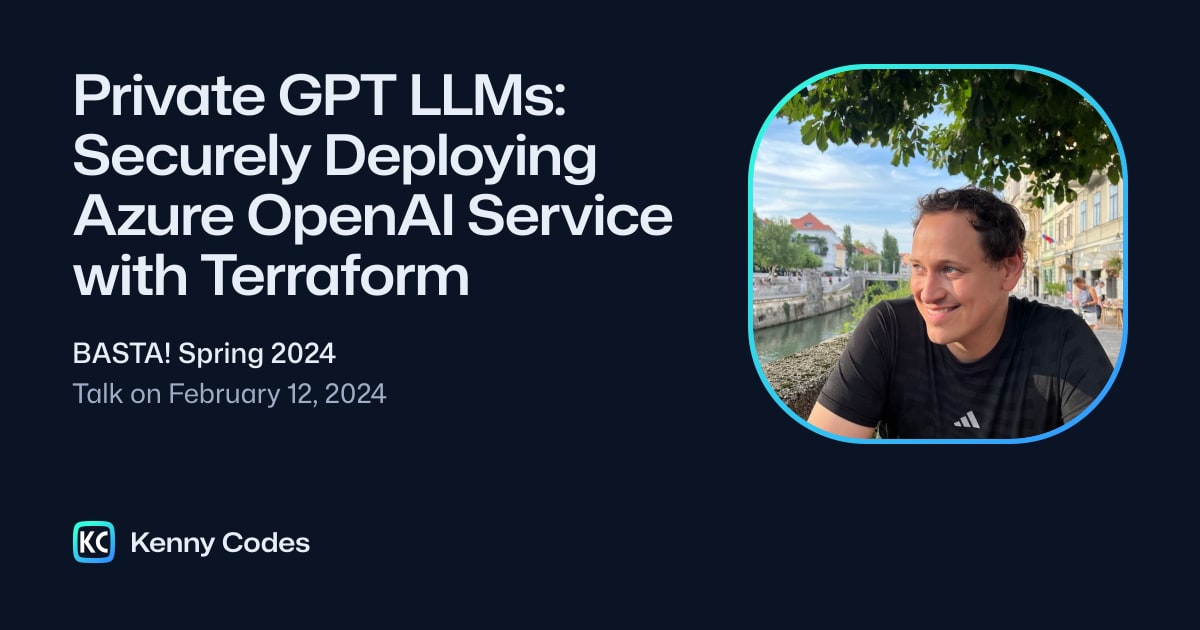 Private GPT LLMs:
Securely Deploying
Azure OpenAI Service
with Terraform
BASTA! Spring 2024
Talk on February 12, 2024
KC Kenny Codes